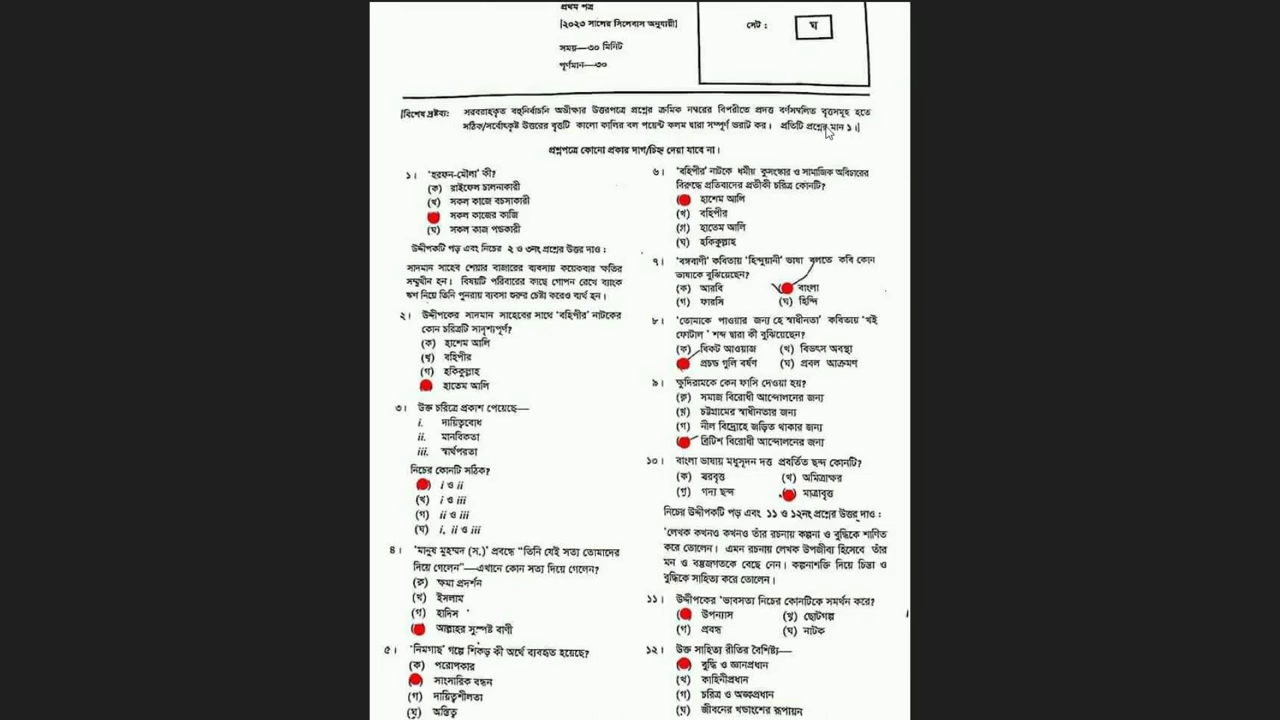 প্রথম পত্র
[২০২৩ সালের সিলেবাস অনুযায়ী]
সময়—৩০ মিনিট
পূর্ণমান—৩০
সেট : ঘ
[বিশেষ দ্রষ্টব্য: সরবরাহকৃত বহুনির্বাচনি অভীক্ষার উত্তরপত্রে প্রশ্নের ক্রমিক নম্বরের বিপরীতে প্রদত্ত বর্ণসম্বলিত বৃত্তসমূহ হতে
সঠিক/সর্বোৎকৃষ্ট উত্তরের বৃত্তটি কালো কালির বল পয়েন্ট কলম দ্বারা সম্পূর্ণ ভরাট কর। প্রতিটি প্রশ্নের মান ১।]
প্রশ্নপত্রে কোনো প্রকার দাগ/চিহ্ন দেয়া যাবে না।
১। 'হরফন-মৌলা' কী?
(ক) রাইফেল চালনাকারী
(খ) সকল কাজে বচসাকারী
সকল কাজের কাজি
(ঘ) সকল কাজ পন্ডকারী
উদ্দীপকটি পড় এবং নিচের ২ ও ৩নং প্রশ্নের উত্তর দাও :
সাদমান সাহেব শেয়ার বাজারের ব্যবসায় কয়েকবার ক্ষতির
সম্মুখীন হন। বিষয়টি পরিবারের কাছে গোপন রেখে ব্যাংক
ঋণ নিয়ে তিনি পুনরায় ব্যবসা শুরুর চেষ্টা করেও ব্যর্থ হন।
২। উদ্দীপকের সাদমান সাহেবের সাথে 'বহিপীর' নাটকের
কোন চরিত্রটি সাদৃশ্যপূর্ণ?
(ক) হাশেম আলি
(খ) বহিপীর
(গ) হকিকুল্লাহ
হাতেম আলি
৩। উক্ত চরিত্রে প্রকাশ পেয়েছে—
i. দায়িত্ববোধ
ii. মানবিকতা
iii. স্বার্থপরতা
নিচের কোনটি সঠিক?
i ও ii
(খ) i ও iii
(গ) ii ও iii
(ঘ) i, ii ও iii
৪। 'মানুষ মুহম্মদ (স.)' প্রবন্ধে "তিনি যেই সত্য তোমাদের
দিয়ে গেলেন"—এখানে কোন সত্য দিয়ে গেলেন?
(ক) ক্ষমা প্রদর্শন
(খ) ইসলাম
(গ) হাদিস
আল্লাহর সুস্পষ্ট বাণী
৫। 'নিমগাছ' গল্পে শিকড় কী অর্থে ব্যবহৃত হয়েছে?
(ক) পরোপকার
সাংসারিক বন্ধন
(গ) দায়িত্বশীলতা
(ঘ) অস্তিত্ব
৬। 'বহিপীর' নাটকে ধর্মীয় কুসংস্কার ও সামাজিক অবিচারের
বিরুদ্ধে প্রতিবাদের প্রতীকী চরিত্র কোনটি?
হাশেম আলি
(খ) বহিপীর
(গ) হাতেম আলি
(ঘ) হকিকুল্লাহ
৭। 'বঙ্গবাণী' কবিতায় 'হিন্দুয়ানী' ভাষা বলতে কবি কোন
ভাষাকে বুঝিয়েছেন?
(ক) আরবি বাংলা
(গ) ফারসি (ঘ) হিন্দি
৮। 'তোমাকে পাওয়ার জন্য হে স্বাধীনতা' কবিতায় 'খই
ফোটাল' শব্দ দ্বারা কী বুঝিয়েছেন?
(ক) বিকট আওয়াজ (খ) বিভৎস অবস্থা
প্রচন্ড গুলি বর্ষণ (ঘ) প্রবল আক্রমণ
৯। ক্ষুদিরামকে কেন ফাসি দেওয়া হয়?
(ক) সমাজ বিরোধী আন্দোলনের জন্য
(খ) চট্টগ্রামের স্বাধীনতার জন্য
(গ) নীল বিদ্রোহে জড়িত থাকার জন্য
ব্রিটিশ বিরোধী আন্দোলনের জন্য
১০। বাংলা ভাষায় মধুসূদন দত্ত প্রবর্তিত ছন্দ কোনটি?
(ক) স্বরবৃত্ত (খ) অমিত্রাক্ষর
(গ) গদ্য ছন্দ মাত্রাবৃত্ত
নিচের উদ্দীপকটি পড় এবং ১১ ও ১২নং প্রশ্নের উত্তর দাও :
'লেখক কখনও কখনও তাঁর রচনায় কল্পনা ও বুদ্ধিকে শাণিত
করে তোলেন। এমন রচনায় লেখক উপজীব্য হিসেবে তাঁর
মন ও বস্তুজগতকে বেছে নেন। কল্পনাশক্তি দিয়ে চিন্তা ও
বুদ্ধিকে সাহিত্য করে তোলেন।
১১। উদ্দীপকের 'ভাবসত্য নিচের কোনটিকে সমর্থন করে?
উপন্যাস (খ) ছোটগল্প
(গ) প্রবন্ধ (ঘ) নাটক
১২। উক্ত সাহিত্য রীতির বৈশিষ্ট্য—
বুদ্ধি ও জ্ঞানপ্রধান
(খ) কাহিনীপ্রধান
(গ) চরিত্র ও অঙ্কপ্রধান
(ঘ) জীবনের খন্ডাংশের রূপায়ন